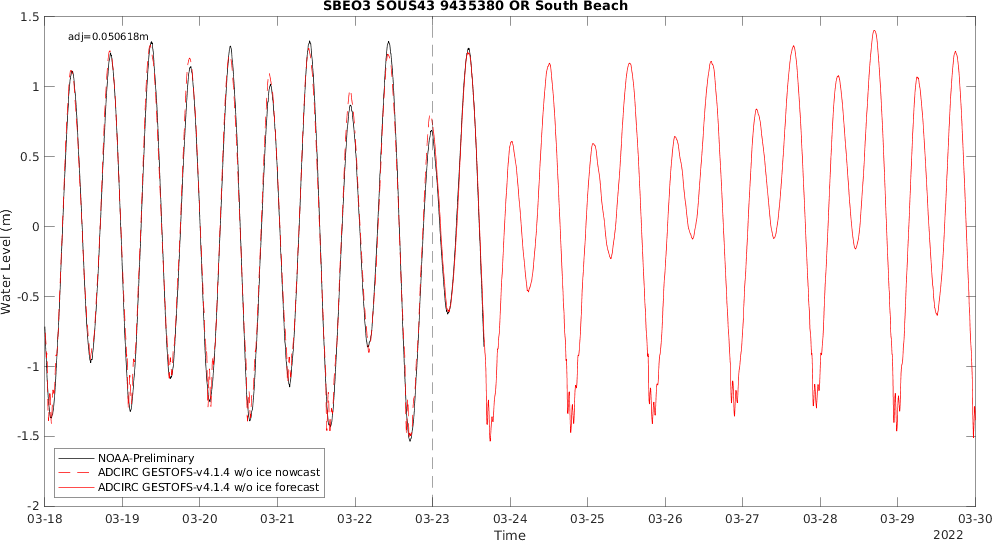 SBEO3 SOUS43 9435380 OR South Beach
adj=0.050618m
1.5
1
0.5
0
-0.5
-1
-1.5
-2
Water Level (m)
NOAA-Preliminary
ADCIRC GESTOFS-v4.1.4 w/o ice nowcast
ADCIRC GESTOFS-v4.1.4 w/o ice forecast
03-18 03-19 03-20 03-21 03-22 03-23 03-24 03-25 03-26 03-27 03-28 03-29 03-30
Time
2022